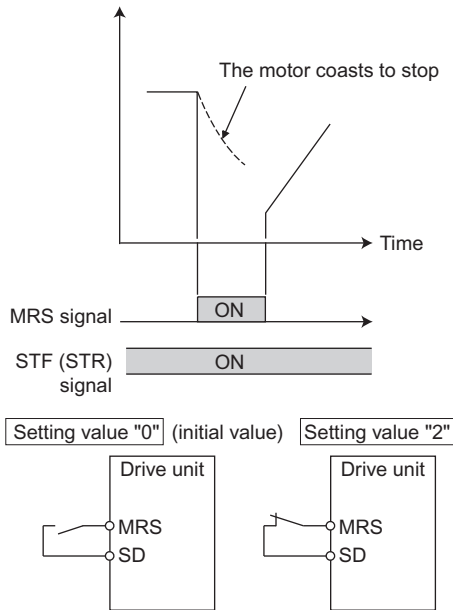 The motor coasts to stop
Time
MRS signal
ON
STF (STR)
signal
ON
Setting value "0" (initial value) Setting value "2"
Drive unit Drive unit
MRS MRS
SD SD